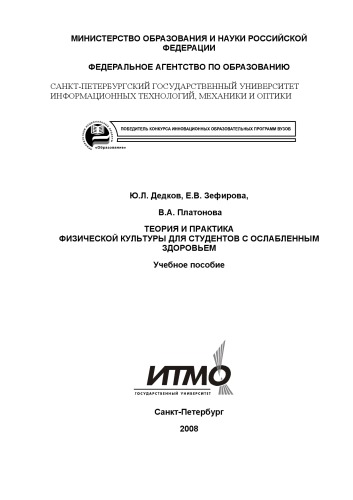 МИНИСТЕРСТВО ОБРАЗОВАНИЯ И НАУКИ РОССИЙСКОЙ
ФЕДЕРАЦИИ
ФЕДЕРАЛЬНОЕ АГЕНТСТВО ПО ОБРАЗОВАНИЮ
САНКТ-ПЕТЕРБУРГСКИЙ ГОСУДАРСТВЕННЫЙ УНИВЕРСИТЕТ
ИНФОРМАЦИОННЫХ ТЕХНОЛОГИЙ, МЕХАНИКИ И ОПТИКИ
ПОБЕДИТЕЛЬ КОНКУРСА ИННОВАЦИОННЫХ ОБРАЗОВАТЕЛЬНЫХ ПРОГРАММ ВУЗОВ
«Образование»
Ю.Л. Дедков, Е.В. Зефирова,
В.А. Платонова
ТЕОРИЯ И ПРАКТИКА
ФИЗИЧЕСКОЙ КУЛЬТУРЫ ДЛЯ СТУДЕНТОВ С ОСЛАБЛЕННЫМ
ЗДОРОВЬЕМ
Учебное пособие
ИТМО
ГОСУДАРСТВЕННЫЙ УНИВЕРСИТЕТ
Санкт-Петербург
2008